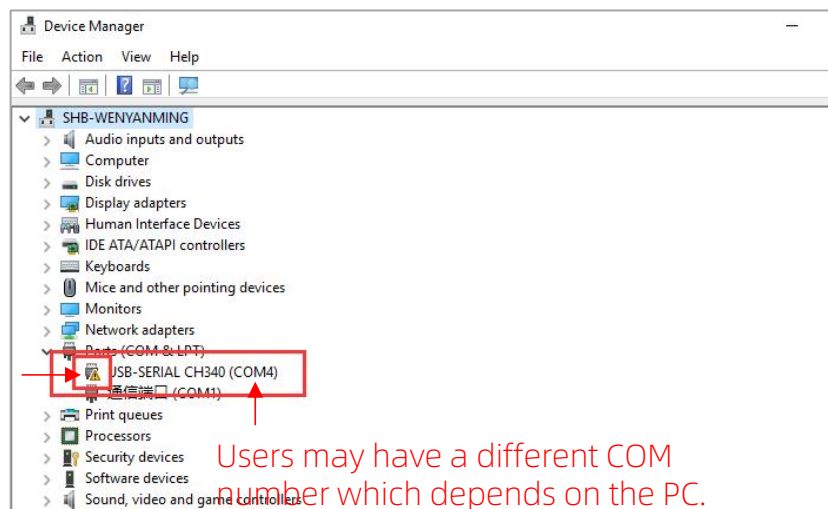 Device Manager
File Action View Help
SHB-WENYANMING
Audio inputs and outputs
Computer
Disk drives
Display adapters
Human Interface Devices
IDE ATA/ATAPI controllers
Keyboards
Mice and other pointing devices
Monitors
Network adapters
Ports (COM & LPT)
USB-SERIAL CH340 (COM4)
通信端口 (COM1)
Print queues
Processors
Security devices
Software devices
Sound, video and game controllers
Users may have a different COM
number which depends on the PC.